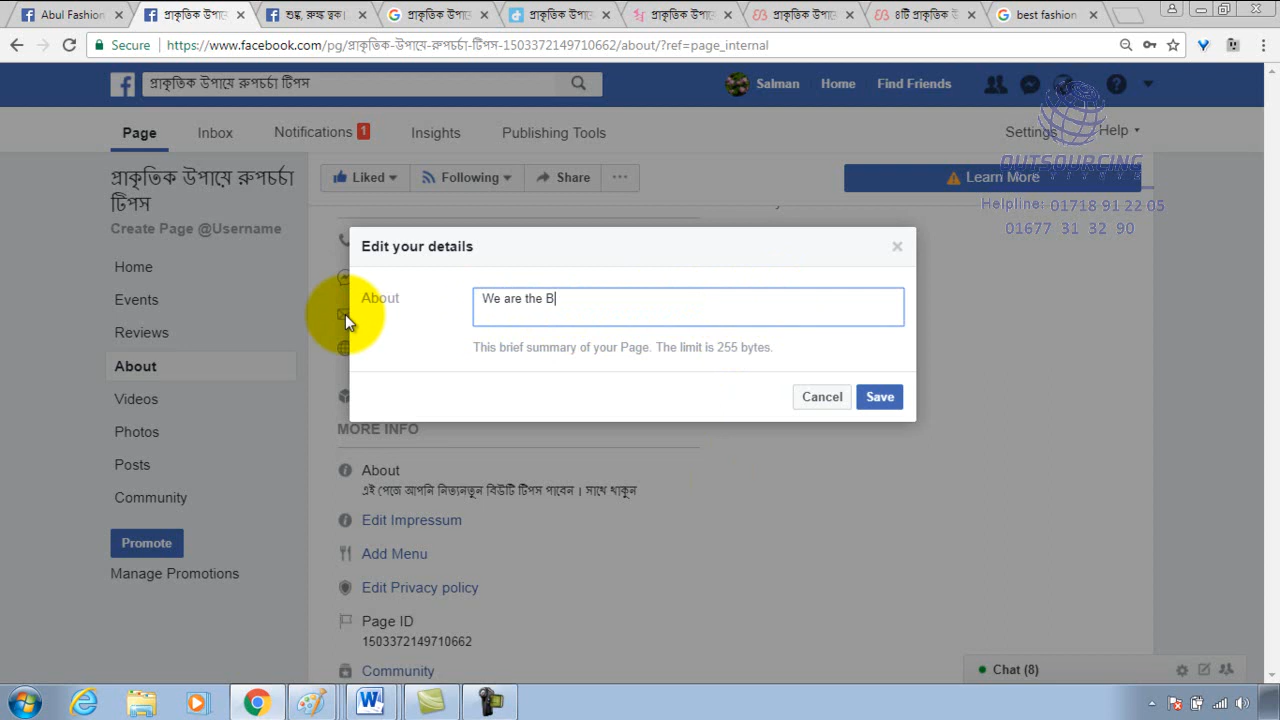 Abul Fashion
প্রাকৃতিক উপায়ে
শুষ্ক, রুক্ষ ত্বক।
প্রাকৃতিক উপা
প্রাকৃতিক উপা
প্রাকৃতিক উপা
প্রাকৃতিক উপা
৪টি প্রাকৃতিক উ
best fashion
Secure
https://www.facebook.com/pg/প্রাকৃতিক-উপায়ে-রুপচর্চা-টিপস-1503372149710662/about/?ref=page_internal
প্রাকৃতিক উপায়ে রুপচর্চা টিপস
Salman Home Find Friends
Page Inbox Notifications 1 Insights Publishing Tools Settings Help
OUTSOURCING
Helpline: 01718 91 22 05
01677 31 32 90
প্রাকৃতিক উপায়ে রুপচর্চা
টিপস
Create Page @Username
Liked Following Share ... Learn More
Home
Events
Reviews
About
Videos
Photos
Posts
Community
Promote
Manage Promotions
Edit your details
About We are the B
This brief summary of your Page. The limit is 255 bytes.
Cancel Save
MORE INFO
About
এই পেজে আপনি নিত্যনতুন বিউটি টিপস পাবেন । সাথে থাকুন
Edit Impressum
Add Menu
Edit Privacy policy
Page ID
1503372149710662
Community
Chat (8)